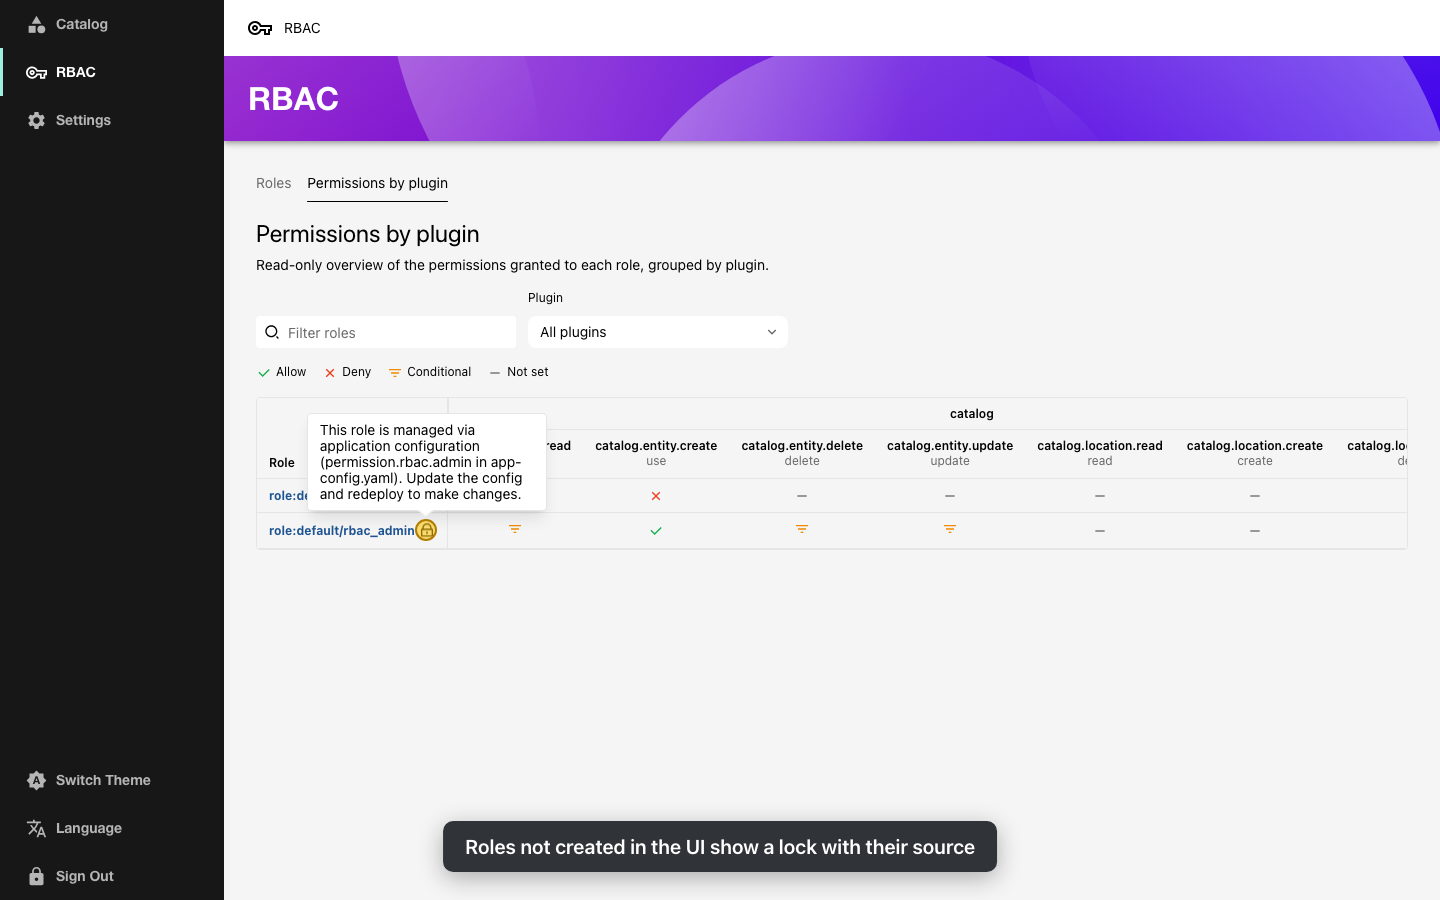 Catalog
RBAC
Settings
Switch Theme
Language
Sign Out
RBAC
RBAC
Roles
Permissions by plugin
Permissions by plugin
Read-only overview of the permissions granted to each role, grouped by plugin.
Plugin
Filter roles
All plugins
Allow
Deny
Conditional
Not set
catalog
This role is managed via
application configuration
(permission.rbac.admin in app-
config.yaml). Update the config
and redeploy to make changes.
Role
read
catalog.entity.create
use
catalog.entity.delete
delete
catalog.entity.update
update
catalog.location.read
read
catalog.location.create
create
role:default/rbac_admin
Roles not created in the UI show a lock with their source